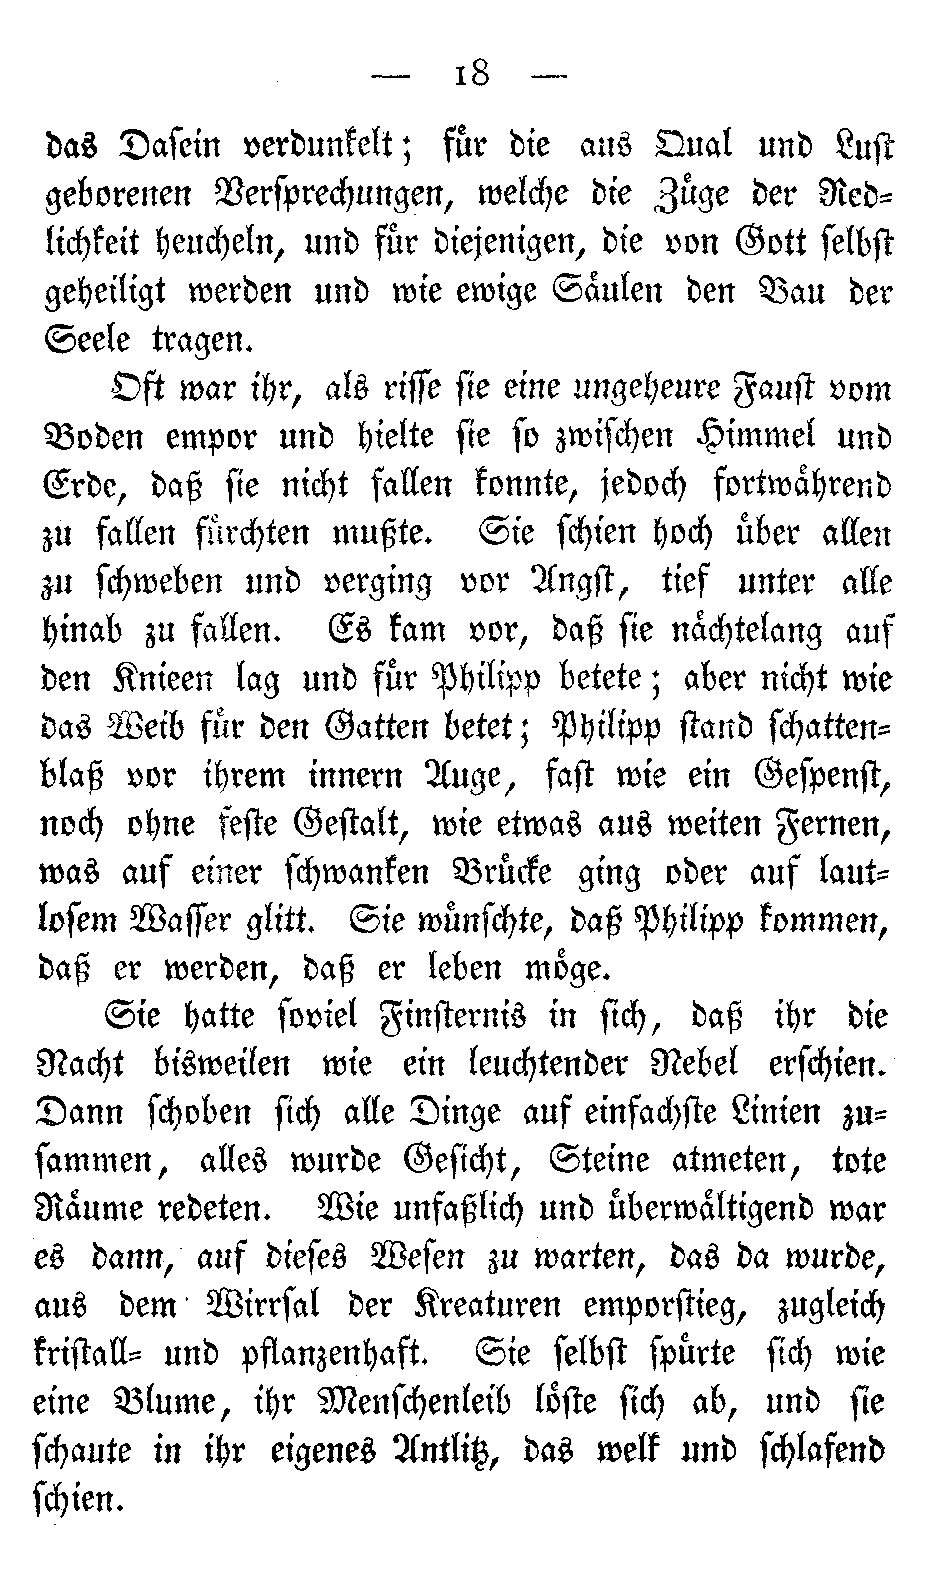 — 18 —
das Dasein verdunkelt; für die aus Qual und Lust
geborenen Versprechungen, welche die Züge der Red-
lichkeit heucheln, und für diejenigen, die von Gott selbst
geheiligt werden und wie ewige Säulen den Bau der
Seele tragen.
Oft war ihr, als risse sie eine ungeheure Faust vom
Boden empor und hielte sie so zwischen Himmel und
Erde, daß sie nicht fallen konnte, jedoch fortwährend
zu fallen fürchten mußte. Sie schien hoch über allen
zu schweben und verging vor Angst, tief unter alle
hinab zu fallen. Es kam vor, daß sie nächtelang auf
den Knieen lag und für Philipp betete; aber nicht wie
das Weib für den Gatten betet; Philipp stand schatten-
blaß vor ihrem innern Auge, fast wie ein Gespenst,
noch ohne feste Gestalt, wie etwas aus weiten Fernen,
was auf einer schwanken Brücke ging oder auf laut-
losem Wasser glitt. Sie wünschte, daß Philipp kommen,
daß er werden, daß er leben möge.
Sie hatte soviel Finsternis in sich, daß ihr die
Nacht bisweilen wie ein leuchtender Nebel erschien.
Dann schoben sich alle Dinge auf einfachste Linien zu-
sammen, alles wurde Gesicht, Steine atmeten, tote
Räume redeten. Wie unfaßlich und überwältigend war
es dann, auf dieses Wesen zu warten, das da wurde,
aus dem Wirrsal der Kreaturen emporstieg, zugleich
kristall- und pflanzenhaft. Sie selbst spürte sich wie
eine Blume, ihr Menschenleib löste sich ab, und sie
schaute in ihr eigenes Antlitz, das welk und schlafend
schien.